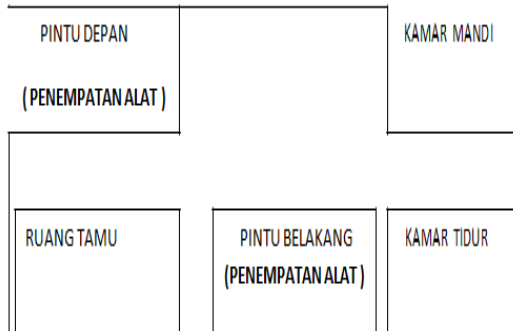 PINTU DEPAN
( PENEMPATAN ALAT )
KAMAR MANDI
RUANG TAMU
PINTU BELAKANG
(PENEMPATAN ALAT )
KAMAR TIDUR